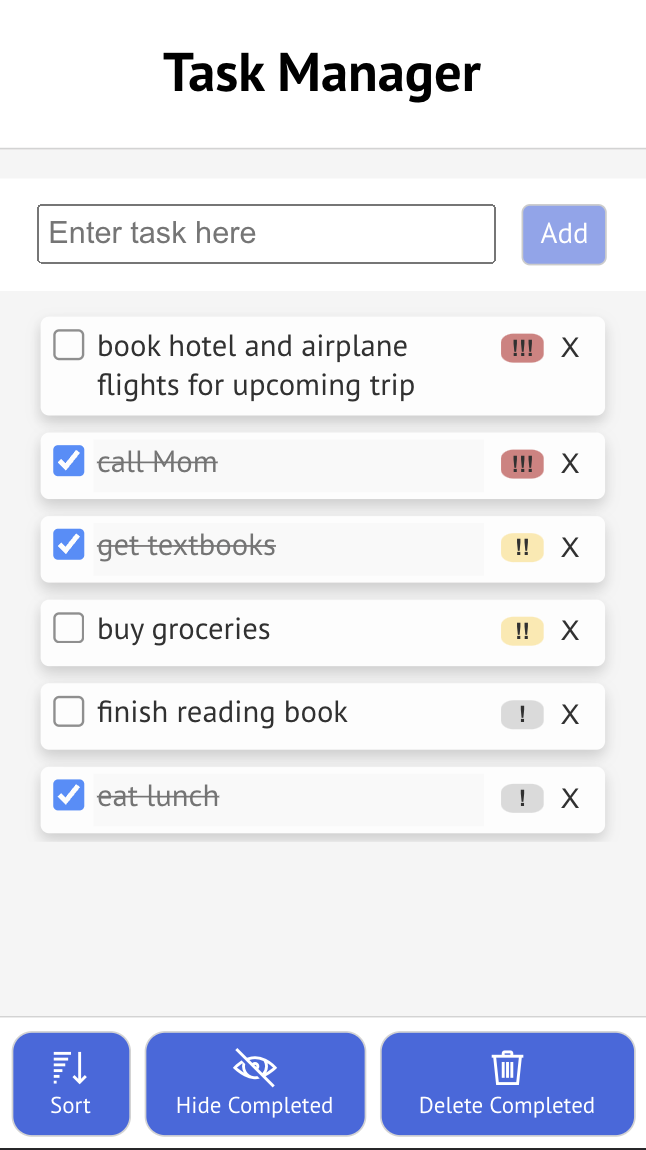 Task Manager
Enter task here
Add
book hotel and airplane
flights for upcoming trip
!!!
X
call Mom
!!!
X
get textbooks
!!
X
buy groceries
!!
X
finish reading book
!
X
eat lunch
!
X
Sort
Hide Completed
Delete Completed